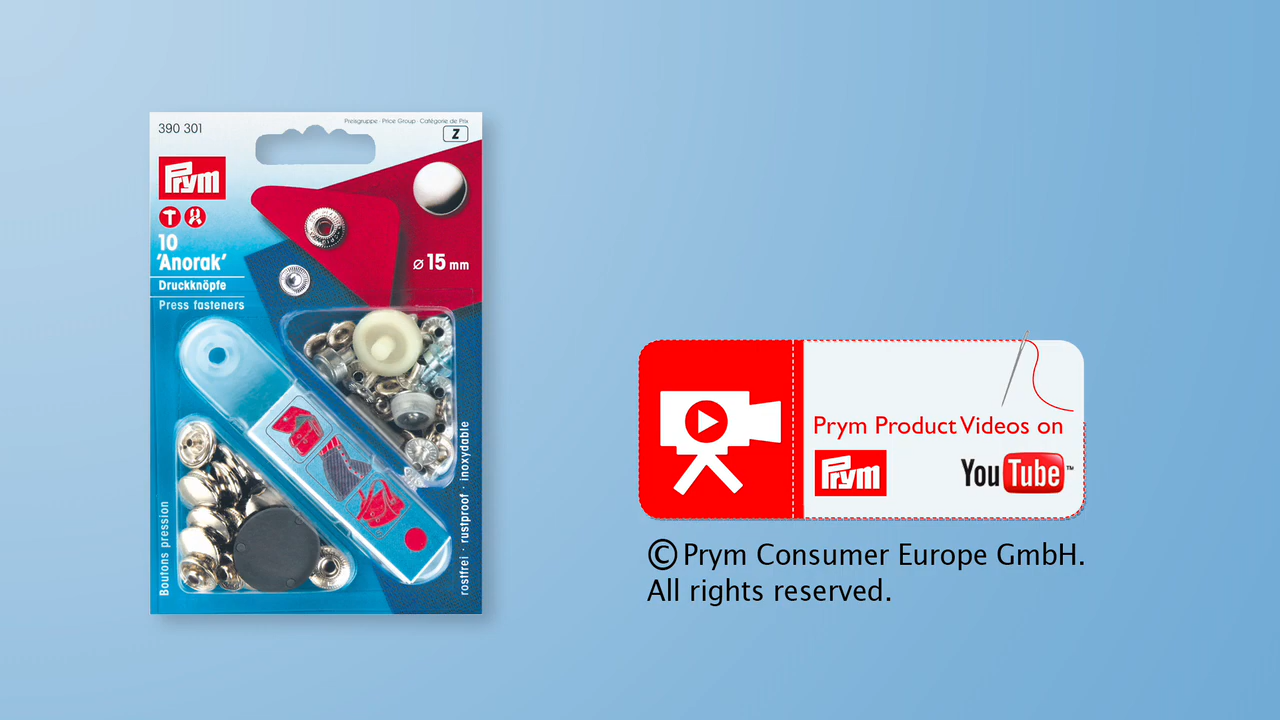 390 301
Preisgruppe · Price Group · Catégorie de Prix
Z
Prym
10
'Anorak'
Druckknöpfe
Press fasteners
ø 15 mm
Boutons pression
rostfrei · rustproof · inoxydable
Prym Product Videos on
Prym
YouTube™
© Prym Consumer Europe GmbH.
All rights reserved.